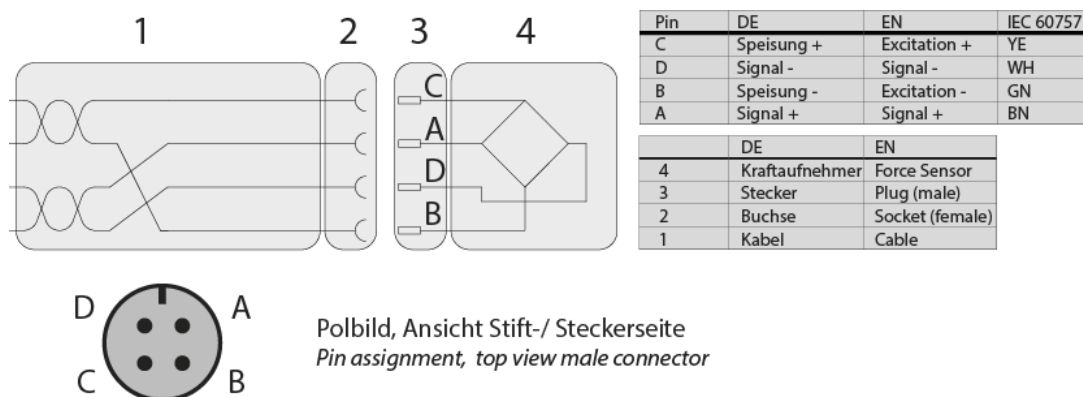 1 2 3 4
C
A
D
B
Pin DE EN IEC 60757
C Speisung + Excitation + YE
D Signal - Signal - WH
B Speisung - Excitation - GN
A Signal + Signal + BN
DE EN
4 Kraftaufnehmer Force Sensor
3 Stecker Plug (male)
2 Buchse Socket (female)
1 Kabel Cable
D A
C B
Polbild, Ansicht Stift-/ Steckerseite
Pin assignment, top view male connector